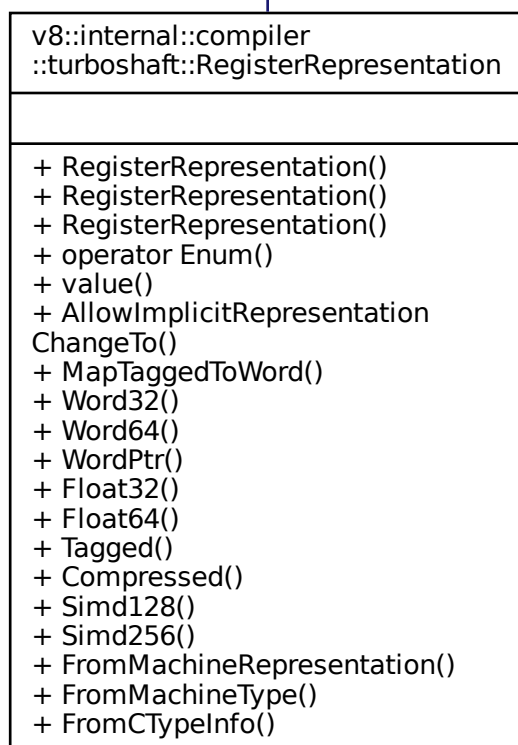 v8::internal::compiler
::turboshaft::RegisterRepresentation
+ RegisterRepresentation()
+ RegisterRepresentation()
+ RegisterRepresentation()
+ operator Enum()
+ value()
+ AllowImplicitRepresentation
ChangeTo()
+ MapTaggedToWord()
+ Word32()
+ Word64()
+ WordPtr()
+ Float32()
+ Float64()
+ Tagged()
+ Compressed()
+ Simd128()
+ Simd256()
+ FromMachineRepresentation()
+ FromMachineType()
+ FromCTypeInfo()